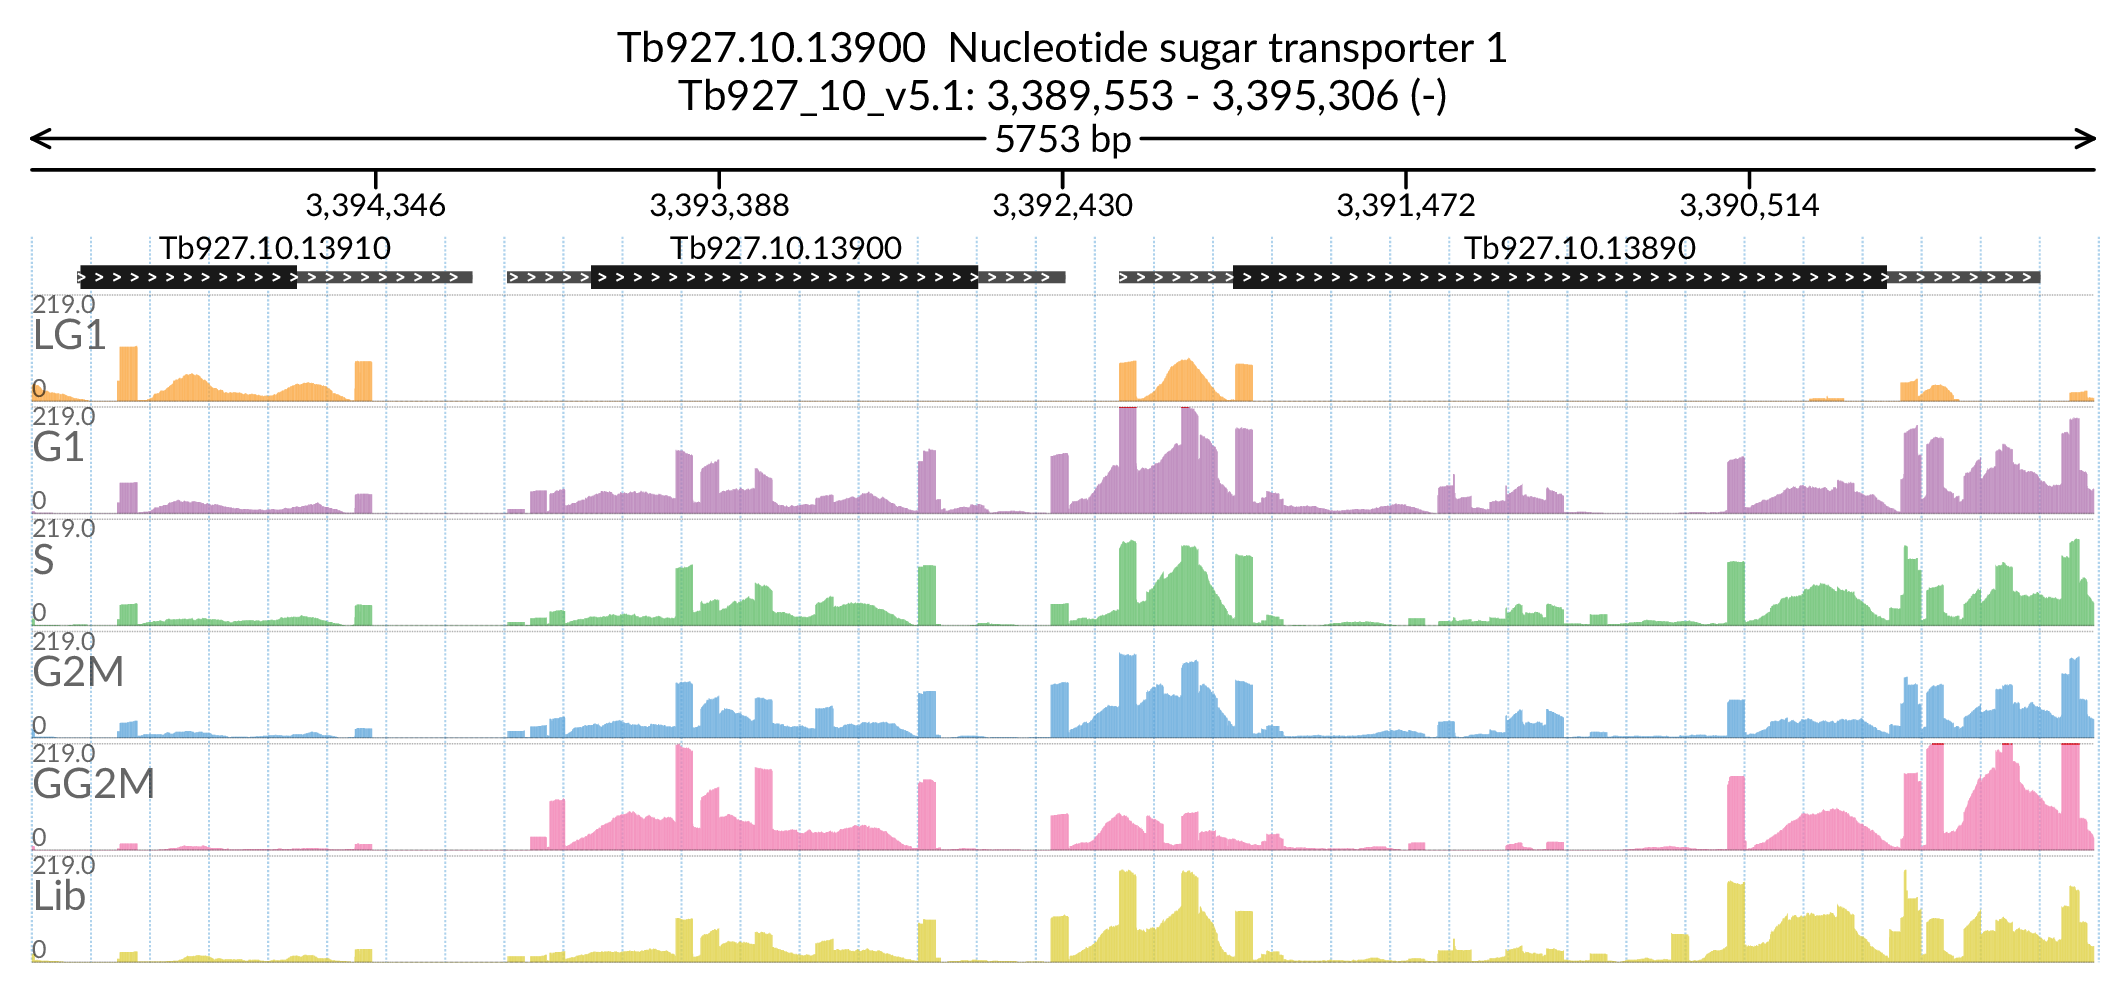 Tb927.10.13900 Nucleotide sugar transporter 1
Tb927_10_v5.1: 3,389,553 - 3,395,306 (-)
5753 bp
3,394,346 3,393,388 3,392,430 3,391,472 3,390,514
Tb927.10.13910 Tb927.10.13900 Tb927.10.13890
219.0
LG1
0
219.0
G1
0
219.0
S
0
219.0
G2M
0
219.0
GG2M
0
219.0
Lib
0